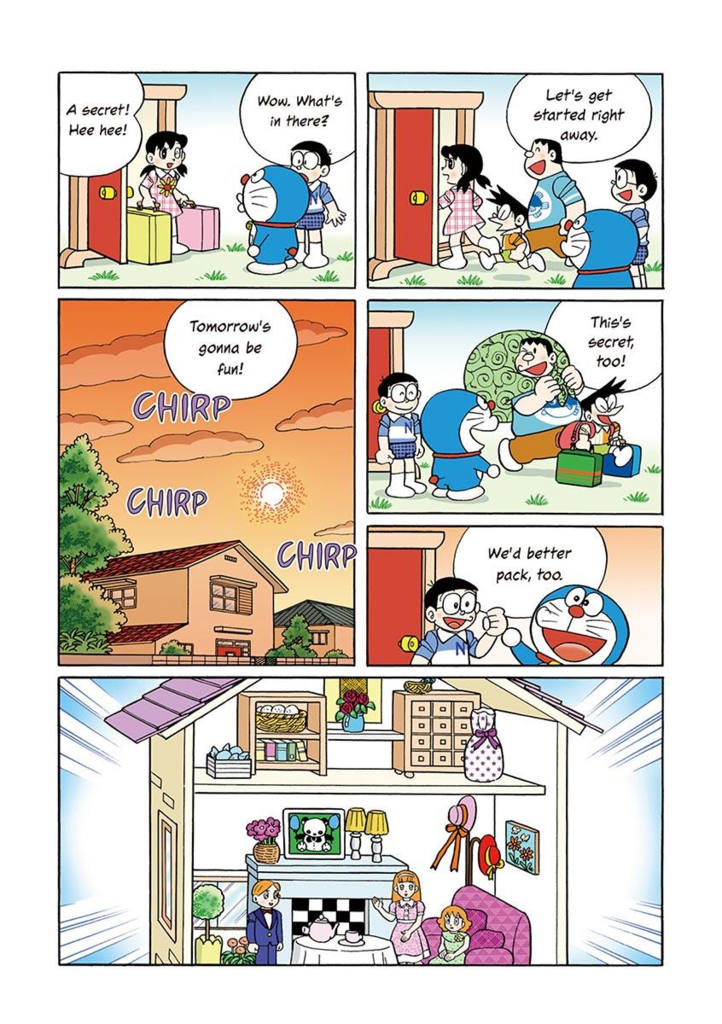 Let's get
started right
away.
Wow. What's
in there?
A secret!
Hee hee!
This's
secret,
too!
We'd better
pack, too.
Tomorrow's
gonna be
fun!
CHIRP
CHIRP
CHIRP